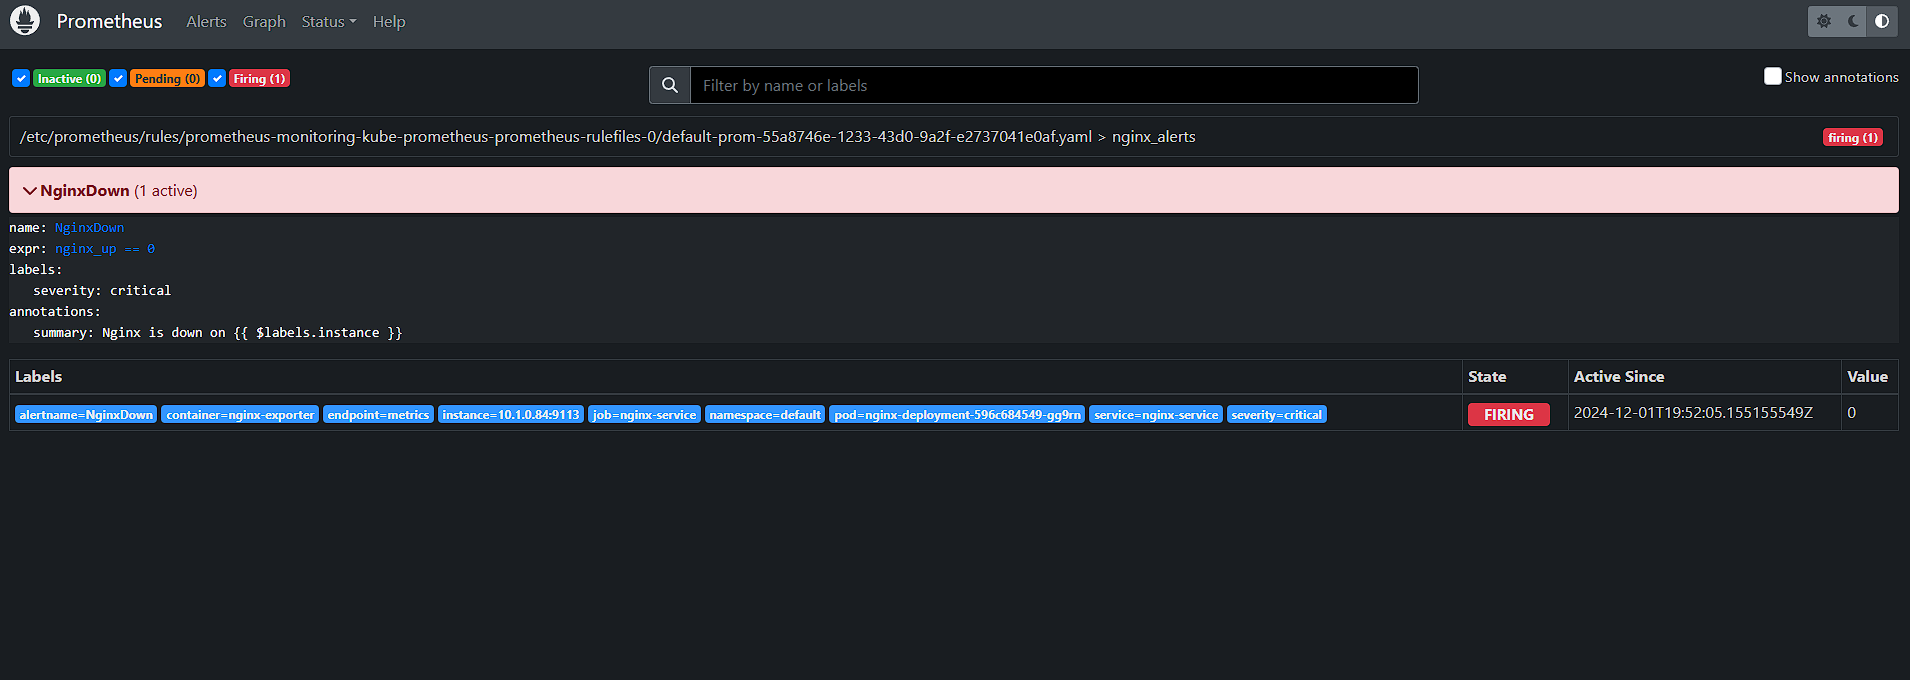 Prometheus Alerts Graph Status Help
Inactive (0) Pending (0) Firing (1) Filter by name or labels Show annotations
/etc/prometheus/rules/prometheus-monitoring-kube-prometheus-prometheus-rulefiles-0/default-prom-55a8746e-1233-43d0-9a2f-e2737041e0af.yaml > nginx_alerts firing (1)
NginxDown (1 active)
name: NginxDown
expr: nginx_up == 0
labels:
severity: critical
annotations:
summary: Nginx is down on {{ $labels.instance }}
Labels State Active Since Value
alertname=NginxDown container=nginx-exporter endpoint=metrics instance=10.1.0.84:9113 job=nginx-service namespace=default pod=nginx-deployment-596c684549-gg9rn service=nginx-service severity=critical FIRING 2024-12-01T19:52:05.155155549Z 0